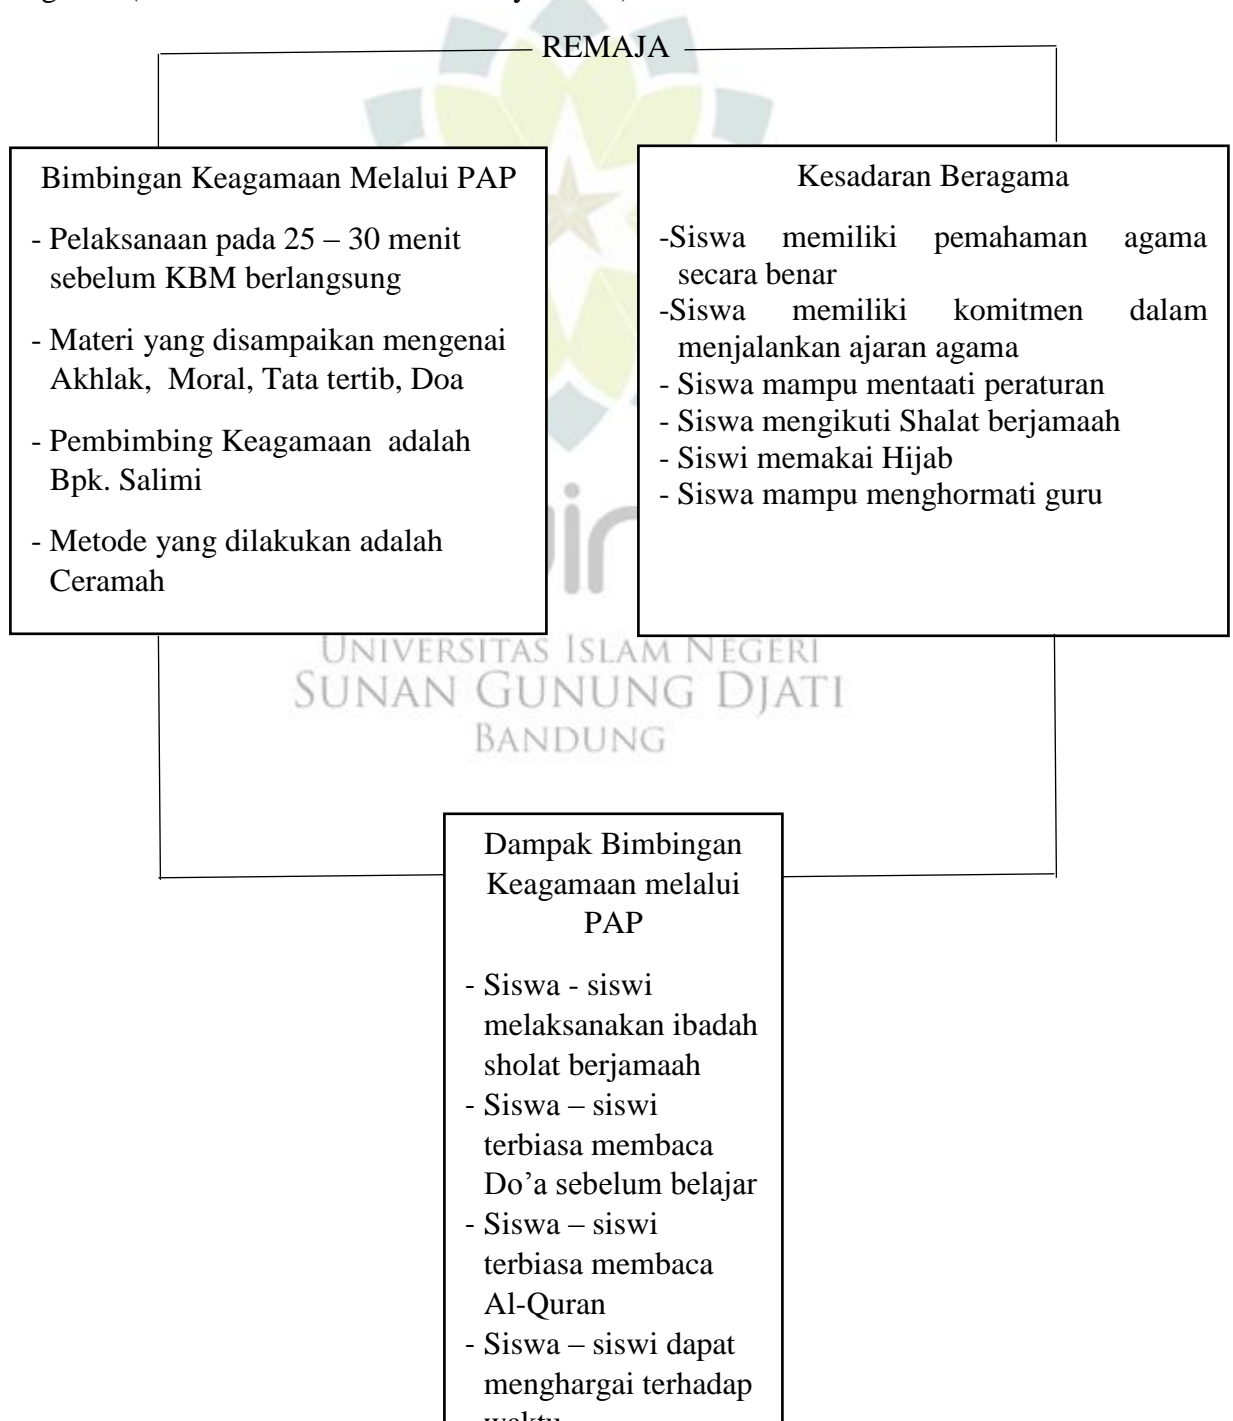 REMAJA
Bimbingan Keagamaan Melalui PAP
- Pelaksanaan pada 25 – 30 menit
sebelum KBM berlangsung
- Materi yang disampaikan mengenai
Akhlak, Moral, Tata tertib, Doa
- Pembimbing Keagamaan adalah
Bpk. Salimi
- Metode yang dilakukan adalah
Ceramah
Kesadaran Beragama
-Siswa memiliki pemahaman agama
secara benar
-Siswa memiliki komitmen dalam
menjalankan ajaran agama
- Siswa mampu mentaati peraturan
- Siswa mengikuti Shalat berjamaah
- Siswi memakai Hijab
- Siswa mampu menghormati guru
UNIVERSITAS ISLAM NEGERI
SUNAN GUNUNG DJATI
BANDUNG
Dampak Bimbingan
Keagamaan melalui
PAP
- Siswa - siswi
melaksanakan ibadah
sholat berjamaah
- Siswa – siswi
terbiasa membaca
Do’a sebelum belajar
- Siswa – siswi
terbiasa membaca
Al-Quran
- Siswa – siswi dapat
menghargai terhadap